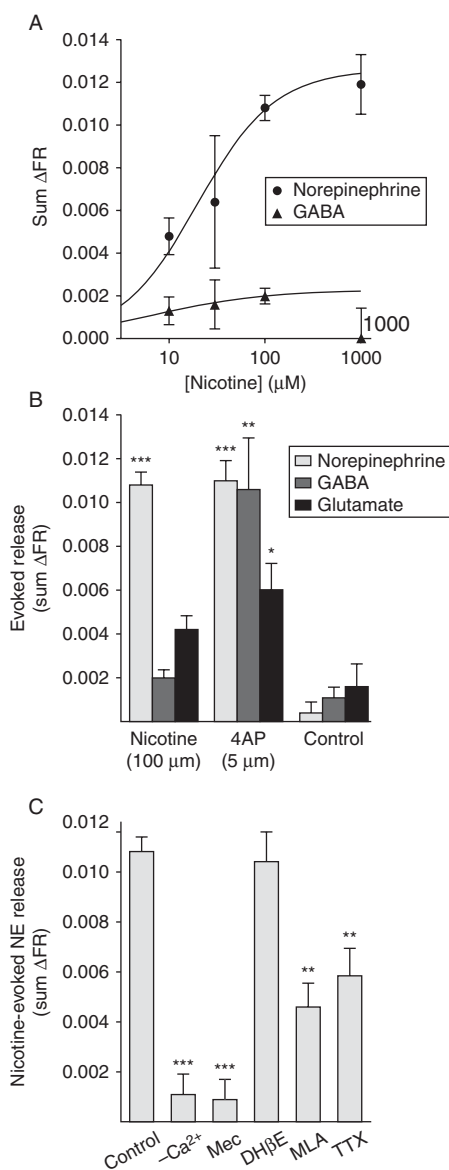 A
0.014
0.012
0.010
0.008
0.006
0.004
0.002
0.000
Sum ΔFR
Norepinephrine
GABA
1000
10 100 1000
[Nicotine] (μM)
B
0.014
0.012
0.010
0.008
0.006
0.004
0.002
Evoked release
(sum ΔFR)
*** *** ** *
Norepinephrine
GABA
Glutamate
Nicotine 4AP Control
(100 μm) (5 μm)
C
0.012
0.010
0.008
0.006
0.004
0.002
Nicotine-evoked NE release
(sum ΔFR)
*** *** ** **
Control –Ca²⁺ Mec DHβE MLA TTX